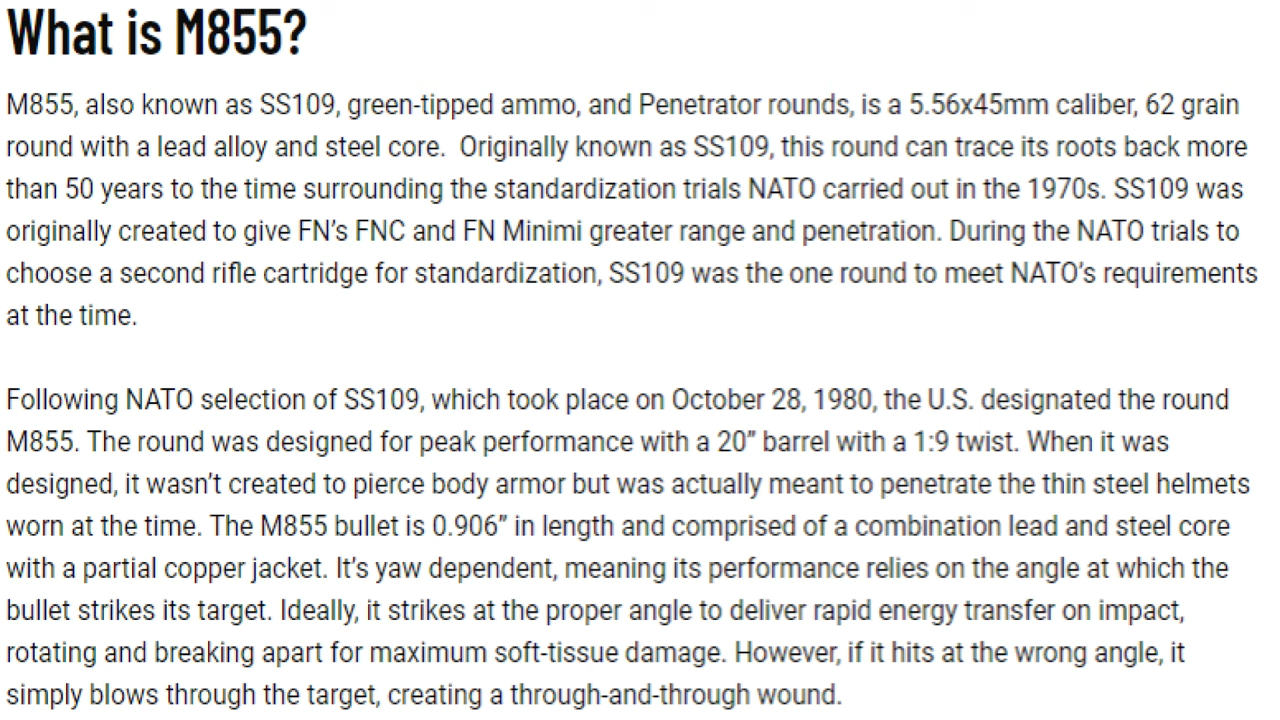 What is M855?
M855, also known as SS109, green-tipped ammo, and Penetrator rounds, is a 5.56x45mm caliber, 62 grain
round with a lead alloy and steel core.  Originally known as SS109, this round can trace its roots back more
than 50 years to the time surrounding the standardization trials NATO carried out in the 1970s. SS109 was
originally created to give FN’s FNC and FN Minimi greater range and penetration. During the NATO trials to
choose a second rifle cartridge for standardization, SS109 was the one round to meet NATO’s requirements
at the time.
Following NATO selection of SS109, which took place on October 28, 1980, the U.S. designated the round
M855. The round was designed for peak performance with a 20” barrel with a 1:9 twist. When it was
designed, it wasn’t created to pierce body armor but was actually meant to penetrate the thin steel helmets
worn at the time. The M855 bullet is 0.906” in length and comprised of a combination lead and steel core
with a partial copper jacket. It’s yaw dependent, meaning its performance relies on the angle at which the
bullet strikes its target. Ideally, it strikes at the proper angle to deliver rapid energy transfer on impact,
rotating and breaking apart for maximum soft-tissue damage. However, if it hits at the wrong angle, it
simply blows through the target, creating a through-and-through wound.